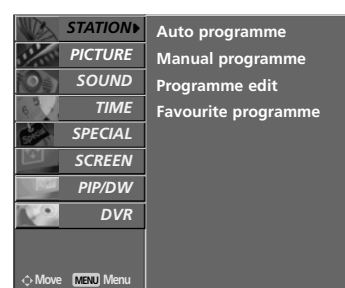 STATION
PICTURE
SOUND
TIME
SPECIAL
SCREEN
PIP/DW
DVR
Move MENU Menu
Auto programme
Manual programme
Programme edit
Favourite programme